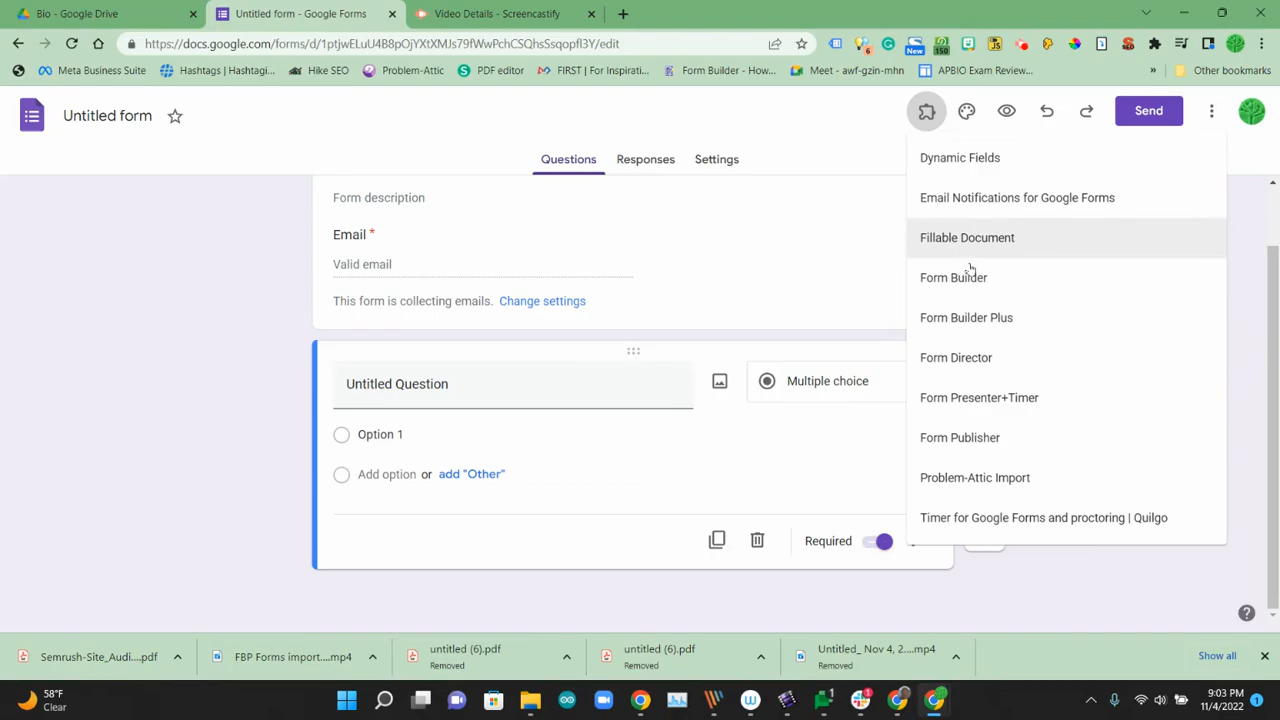 Bio - Google Drive
Untitled form - Google Forms
Video Details - Screencastify
https://docs.google.com/forms/d/1ptjwELuU4B8pOjYXtXMJs79fWwPchCSQhsSsqopfI3Y/edit
New
150
Meta Business Suite
Hashtags | Hashtagi...
Hike SEO
Problem-Attic
PDF editor
FIRST | For Inspirati...
Form Builder - How...
Meet - awf-gzin-mhn
APBIO Exam Review...
Other bookmarks
Untitled form
Send
Questions
Responses
Settings
Dynamic Fields
Email Notifications for Google Forms
Fillable Document
Form Builder
Form Builder Plus
Form Director
Form Presenter+Timer
Form Publisher
Problem-Attic Import
Timer for Google Forms and proctoring | Quilgo
Form description
Email *
Valid email
This form is collecting emails. Change settings
Untitled Question
Multiple choice
Option 1
Add option or add "Other"
Required
Semrush-Site_Audi....pdf
FBP Forms import....mp4
untitled (6).pdf
Removed
untitled (6).pdf
Removed
Untitled_ Nov 4, 2....mp4
Removed
Show all
58°F
Clear
9:03 PM
11/4/2022